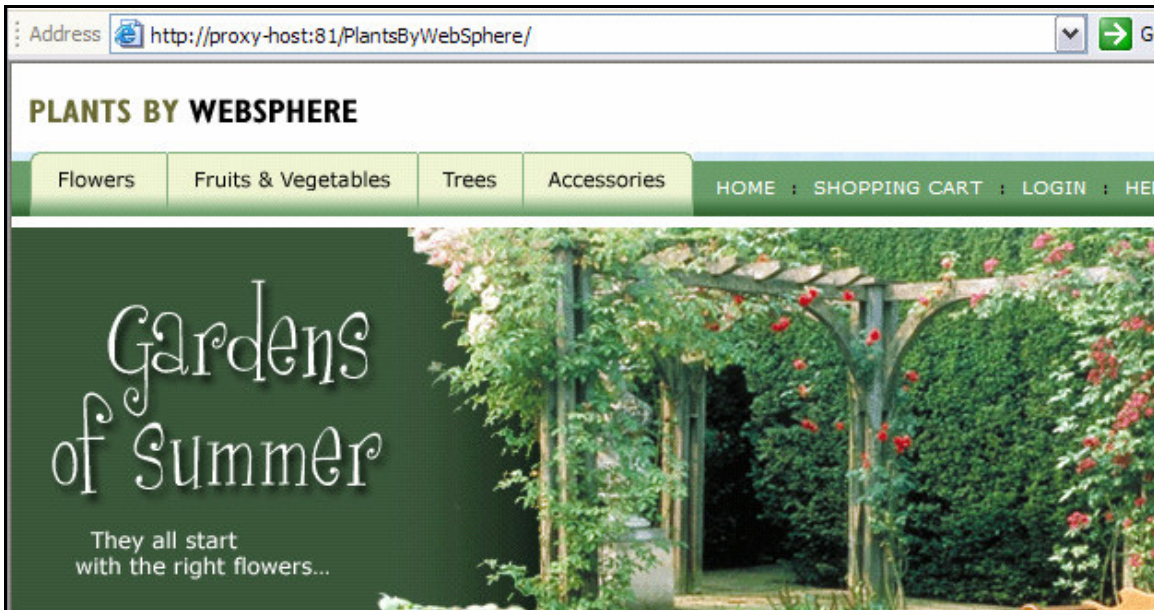 Address http://proxy-host:81/PlantsByWebSphere/
PLANTS BY WEBSPHERE
Flowers Fruits & Vegetables Trees Accessories HOME : SHOPPING CART : LOGIN :
Gardens
of Summer
They all start
with the right flowers...